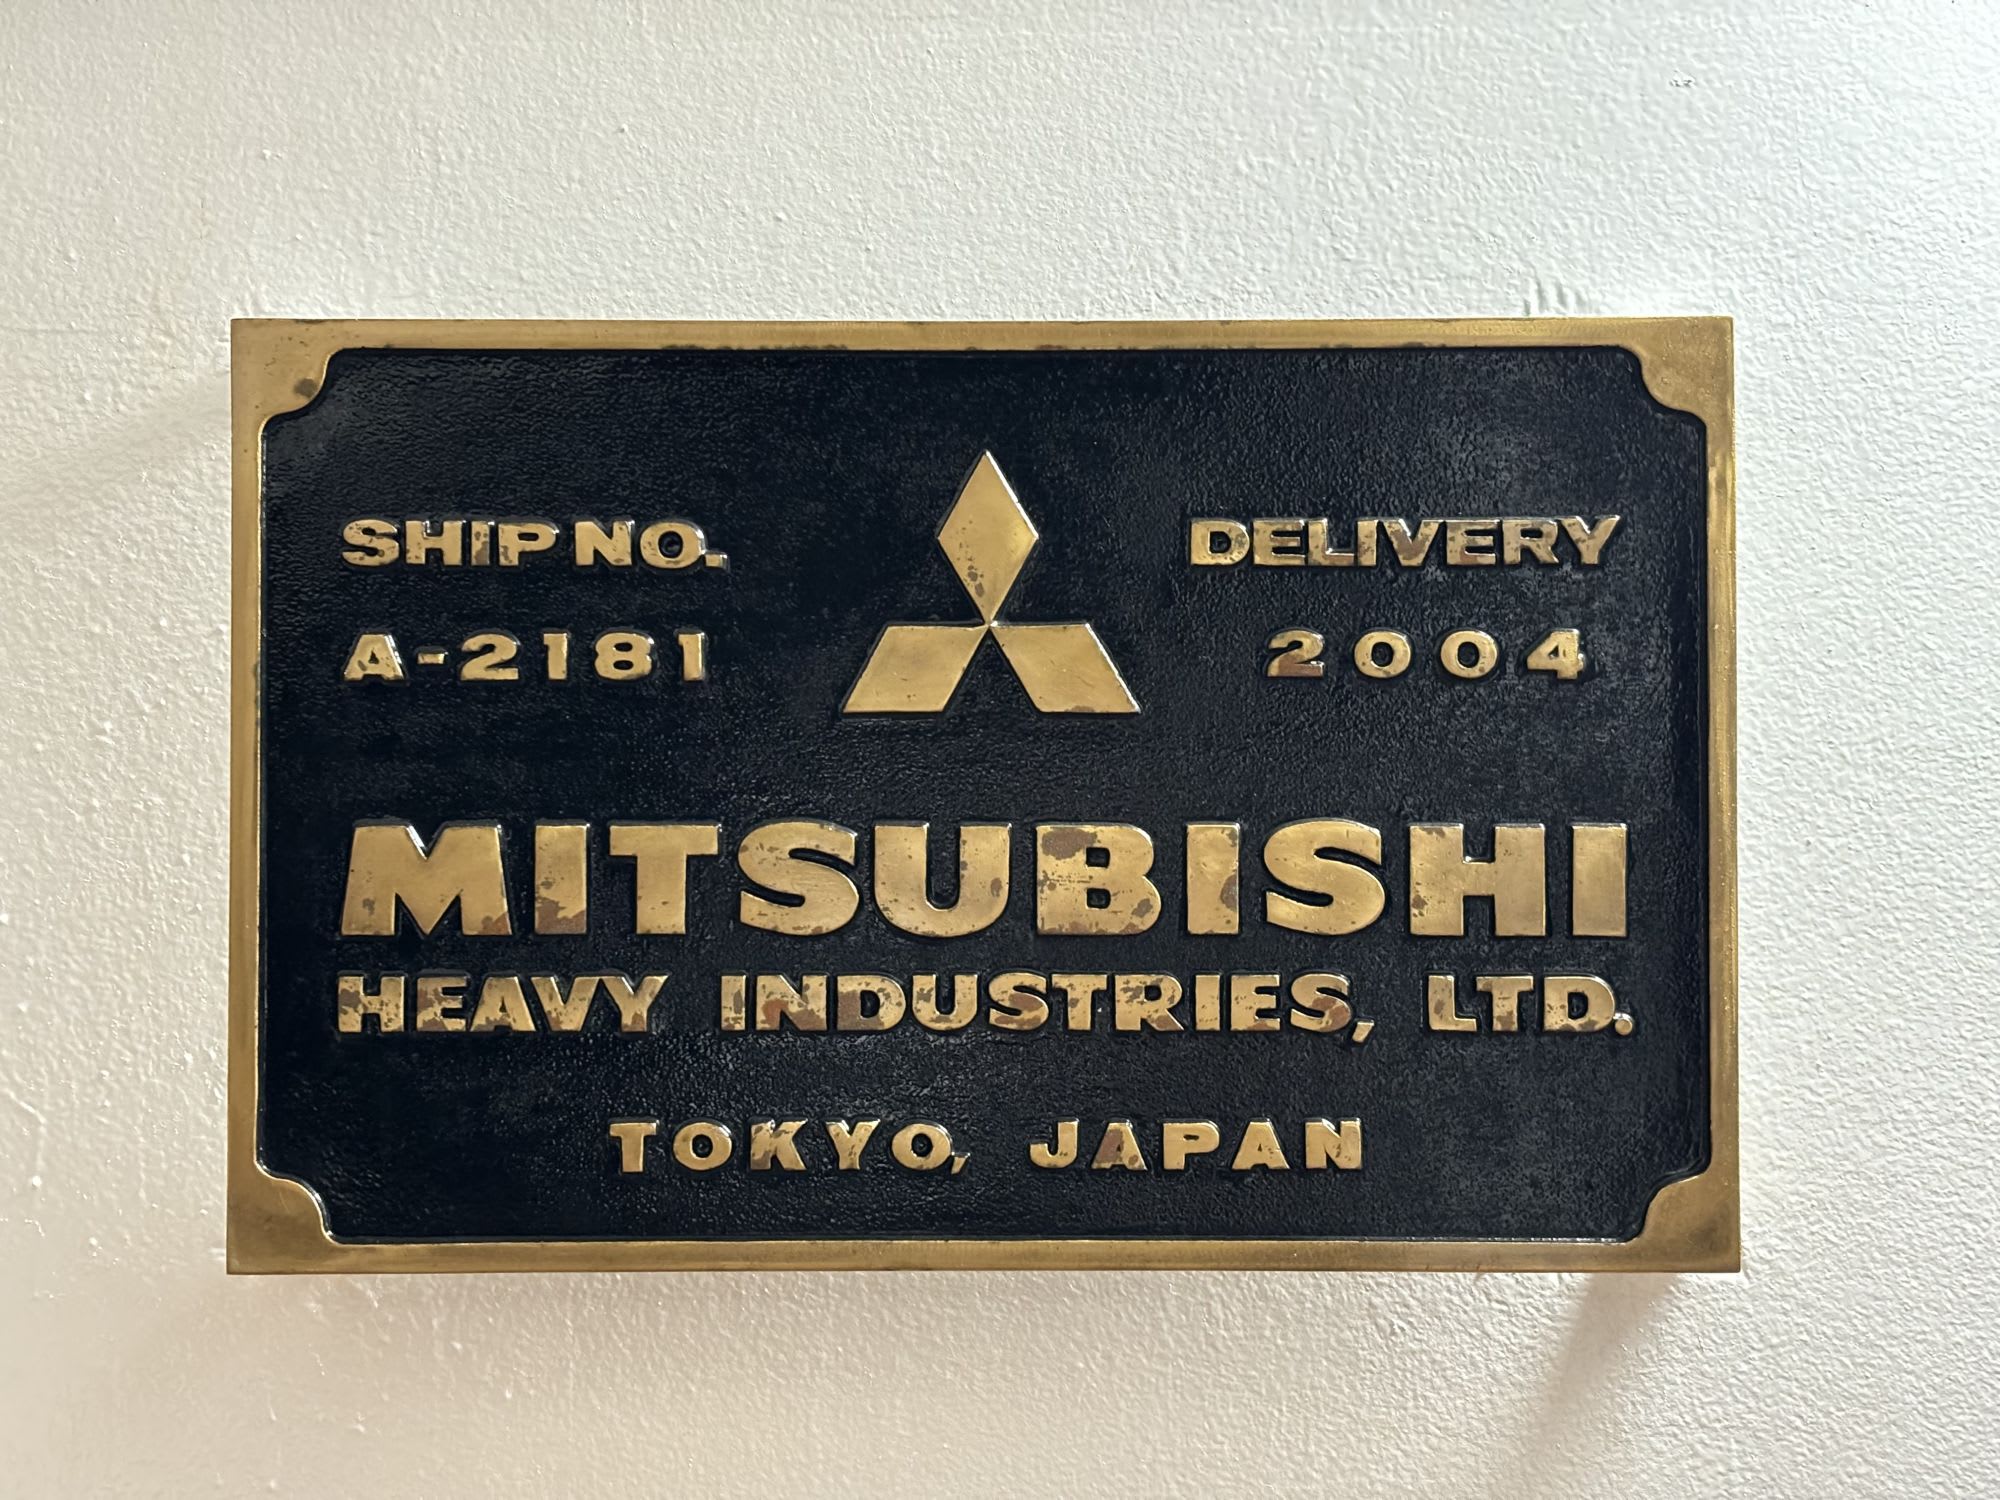 SHIP NO.
A-2181
DELIVERY
2004
MITSUBISHI
HEAVY INDUSTRIES, LTD.
TOKYO, JAPAN